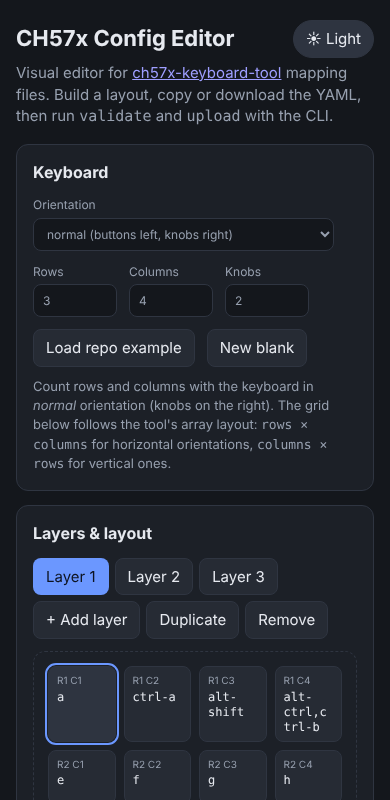 CH57x Config Editor
☀ Light
Visual editor for ch57x-keyboard-tool mapping
files. Build a layout, copy or download the YAML,
then run validate and upload with the CLI.
Keyboard
Orientation
normal (buttons left, knobs right)
Rows
Columns
Knobs
3
4
2
Load repo example
New blank
Count rows and columns with the keyboard in
normal orientation (knobs on the right). The grid
below follows the tool's array layout: rows ×
columns for horizontal orientations, columns ×
rows for vertical ones.
Layers & layout
Layer 1
Layer 2
Layer 3
+ Add layer
Duplicate
Remove
R1 C1
a
R1 C2
ctrl-a
R1 C3
alt-
shift
R1 C4
alt-
ctrl,c
trl-b
R2 C1
e
R2 C2
f
R2 C3
g
R2 C4
h